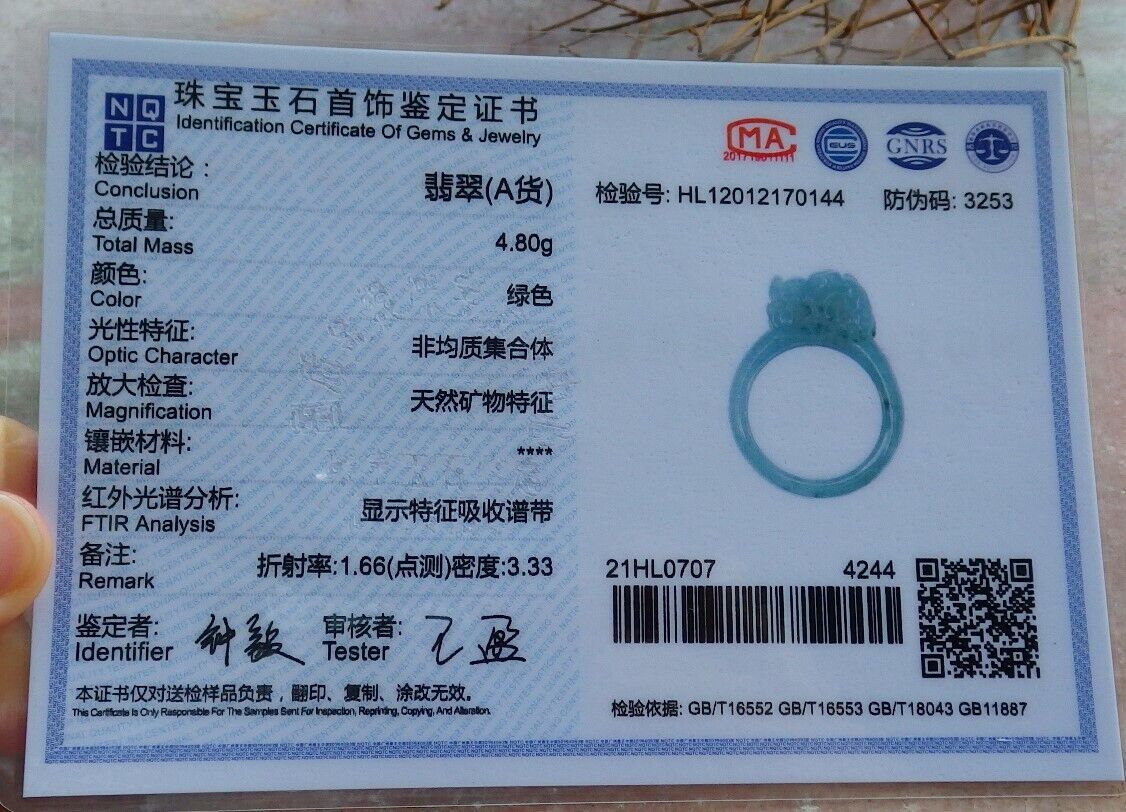 NQ
TC
珠宝玉石首饰鉴定证书
Identification Certificate Of Gems & Jewelry
检验结论：
Conclusion
翡翠(A货)
总质量:
Total Mass
4.80g
颜色:
Color
绿色
光性特征:
Optic Character
非均质集合体
放大检查:
Magnification
天然矿物特征
镶嵌材料:
Material
****
红外光谱分析:
FTIR Analysis
显示特征吸收谱带
备注:
Remark
折射率:1.66(点测)密度:3.33
鉴定者:
Identifier
审核者:
Tester
本证书仅对送检样品负责，翻印、复制、涂改无效。
This Certificate Is Only Responsible For The Samples Sent For Inspection, Reprinting, Copying, And Alteration.
MA
GUS
GNRS
检验号: HL12012170144
防伪码: 3253
21HL0707
4244
检验依据: GB/T16552 GB/T16553 GB/T18043 GB11887